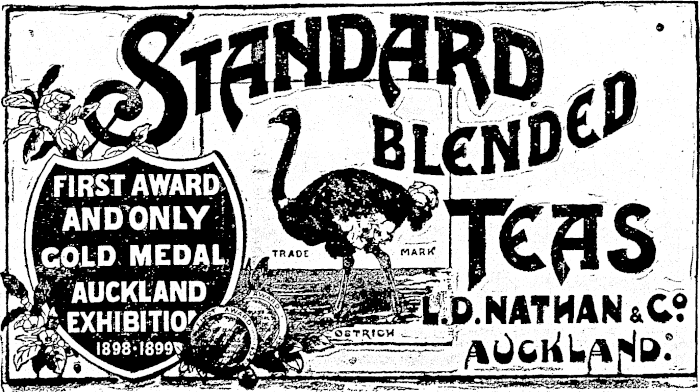 STANDARD
BLENDED
TEAS
FIRST AWARD
AND ONLY
GOLD MEDAL
AUCKLAND
EXHIBITION
1898-1899
TRADE MARK
OSTRICH
L.D. NATHAN & Co
AUCKLAND.